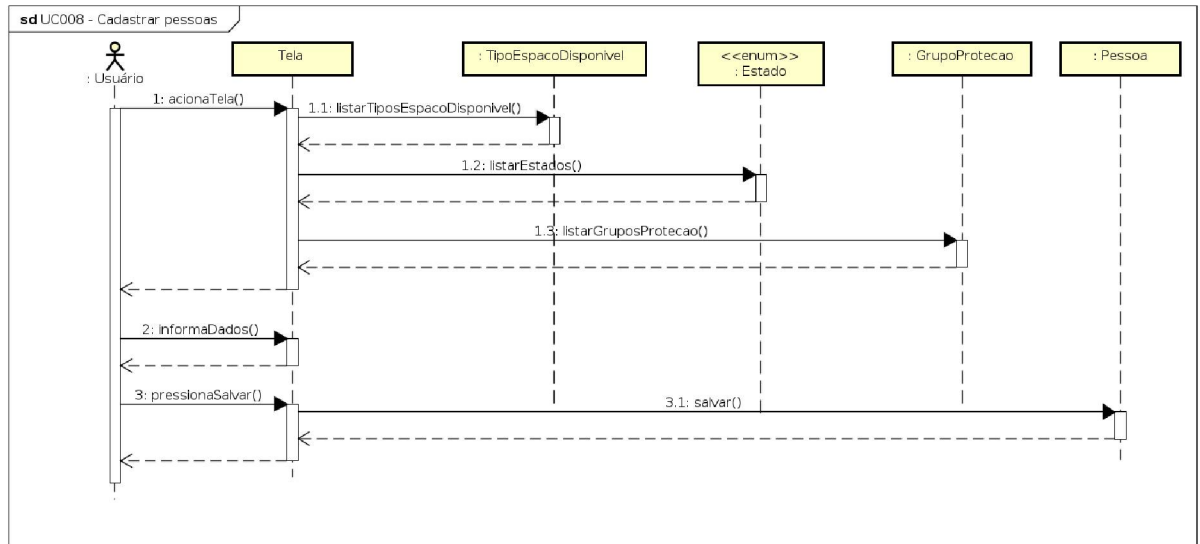 sd UC008 - Cadastrar pessoas
: Usuário
Tela
: TipoEspacoDisponivel
<<enum>>
: Estado
: GrupoProtecao
: Pessoa
1: acionaTela()
1.1: listarTiposEspacoDisponivel()
1.2: listarEstados()
1.3: listarGruposProtecao()
2: informaDados()
3: pressionaSalvar()
3.1: salvar()